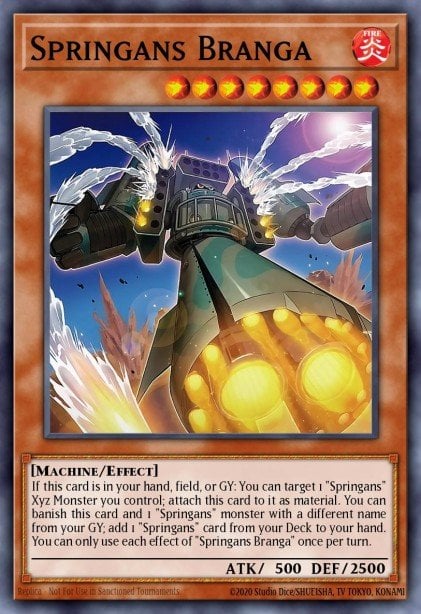 Springans Branga
FIRE
炎
[Machine/Effect]
If this card is in your hand, field, or GY: You can target 1 "Springans"
Xyz Monster you control; attach this card to it as material. You can
banish this card and 1 "Springans" monster with a different name
from your GY; add 1 "Springans" card from your Deck to your hand.
You can only use each effect of "Springans Branga" once per turn.
ATK/ 500 DEF/2500
Replica - Not For Use in Sanctioned Tournaments
©2020 Studio Dice/SHUEISHA, TV TOKYO, KONAMI